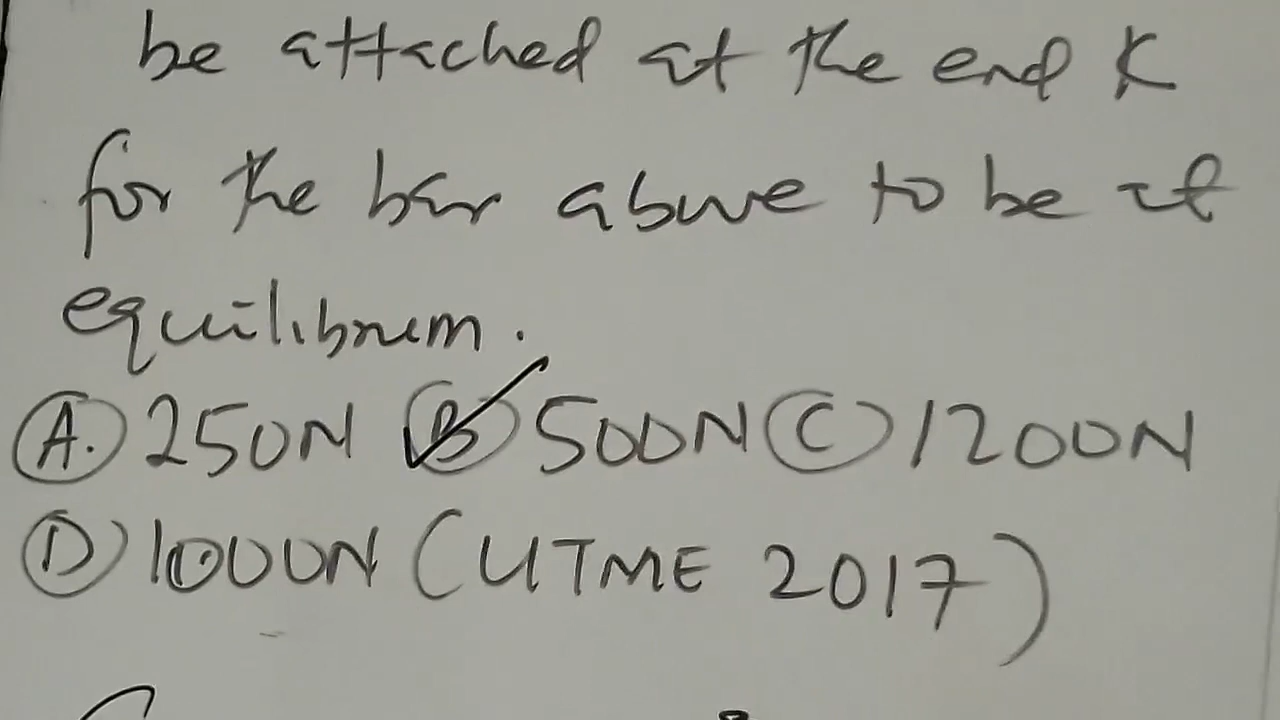 be attached at the end K
for the bar above to be at
equilibrium.
(A.) 250N (B) 500N (C) 1200N
(D) 1000N (UTME 2017)